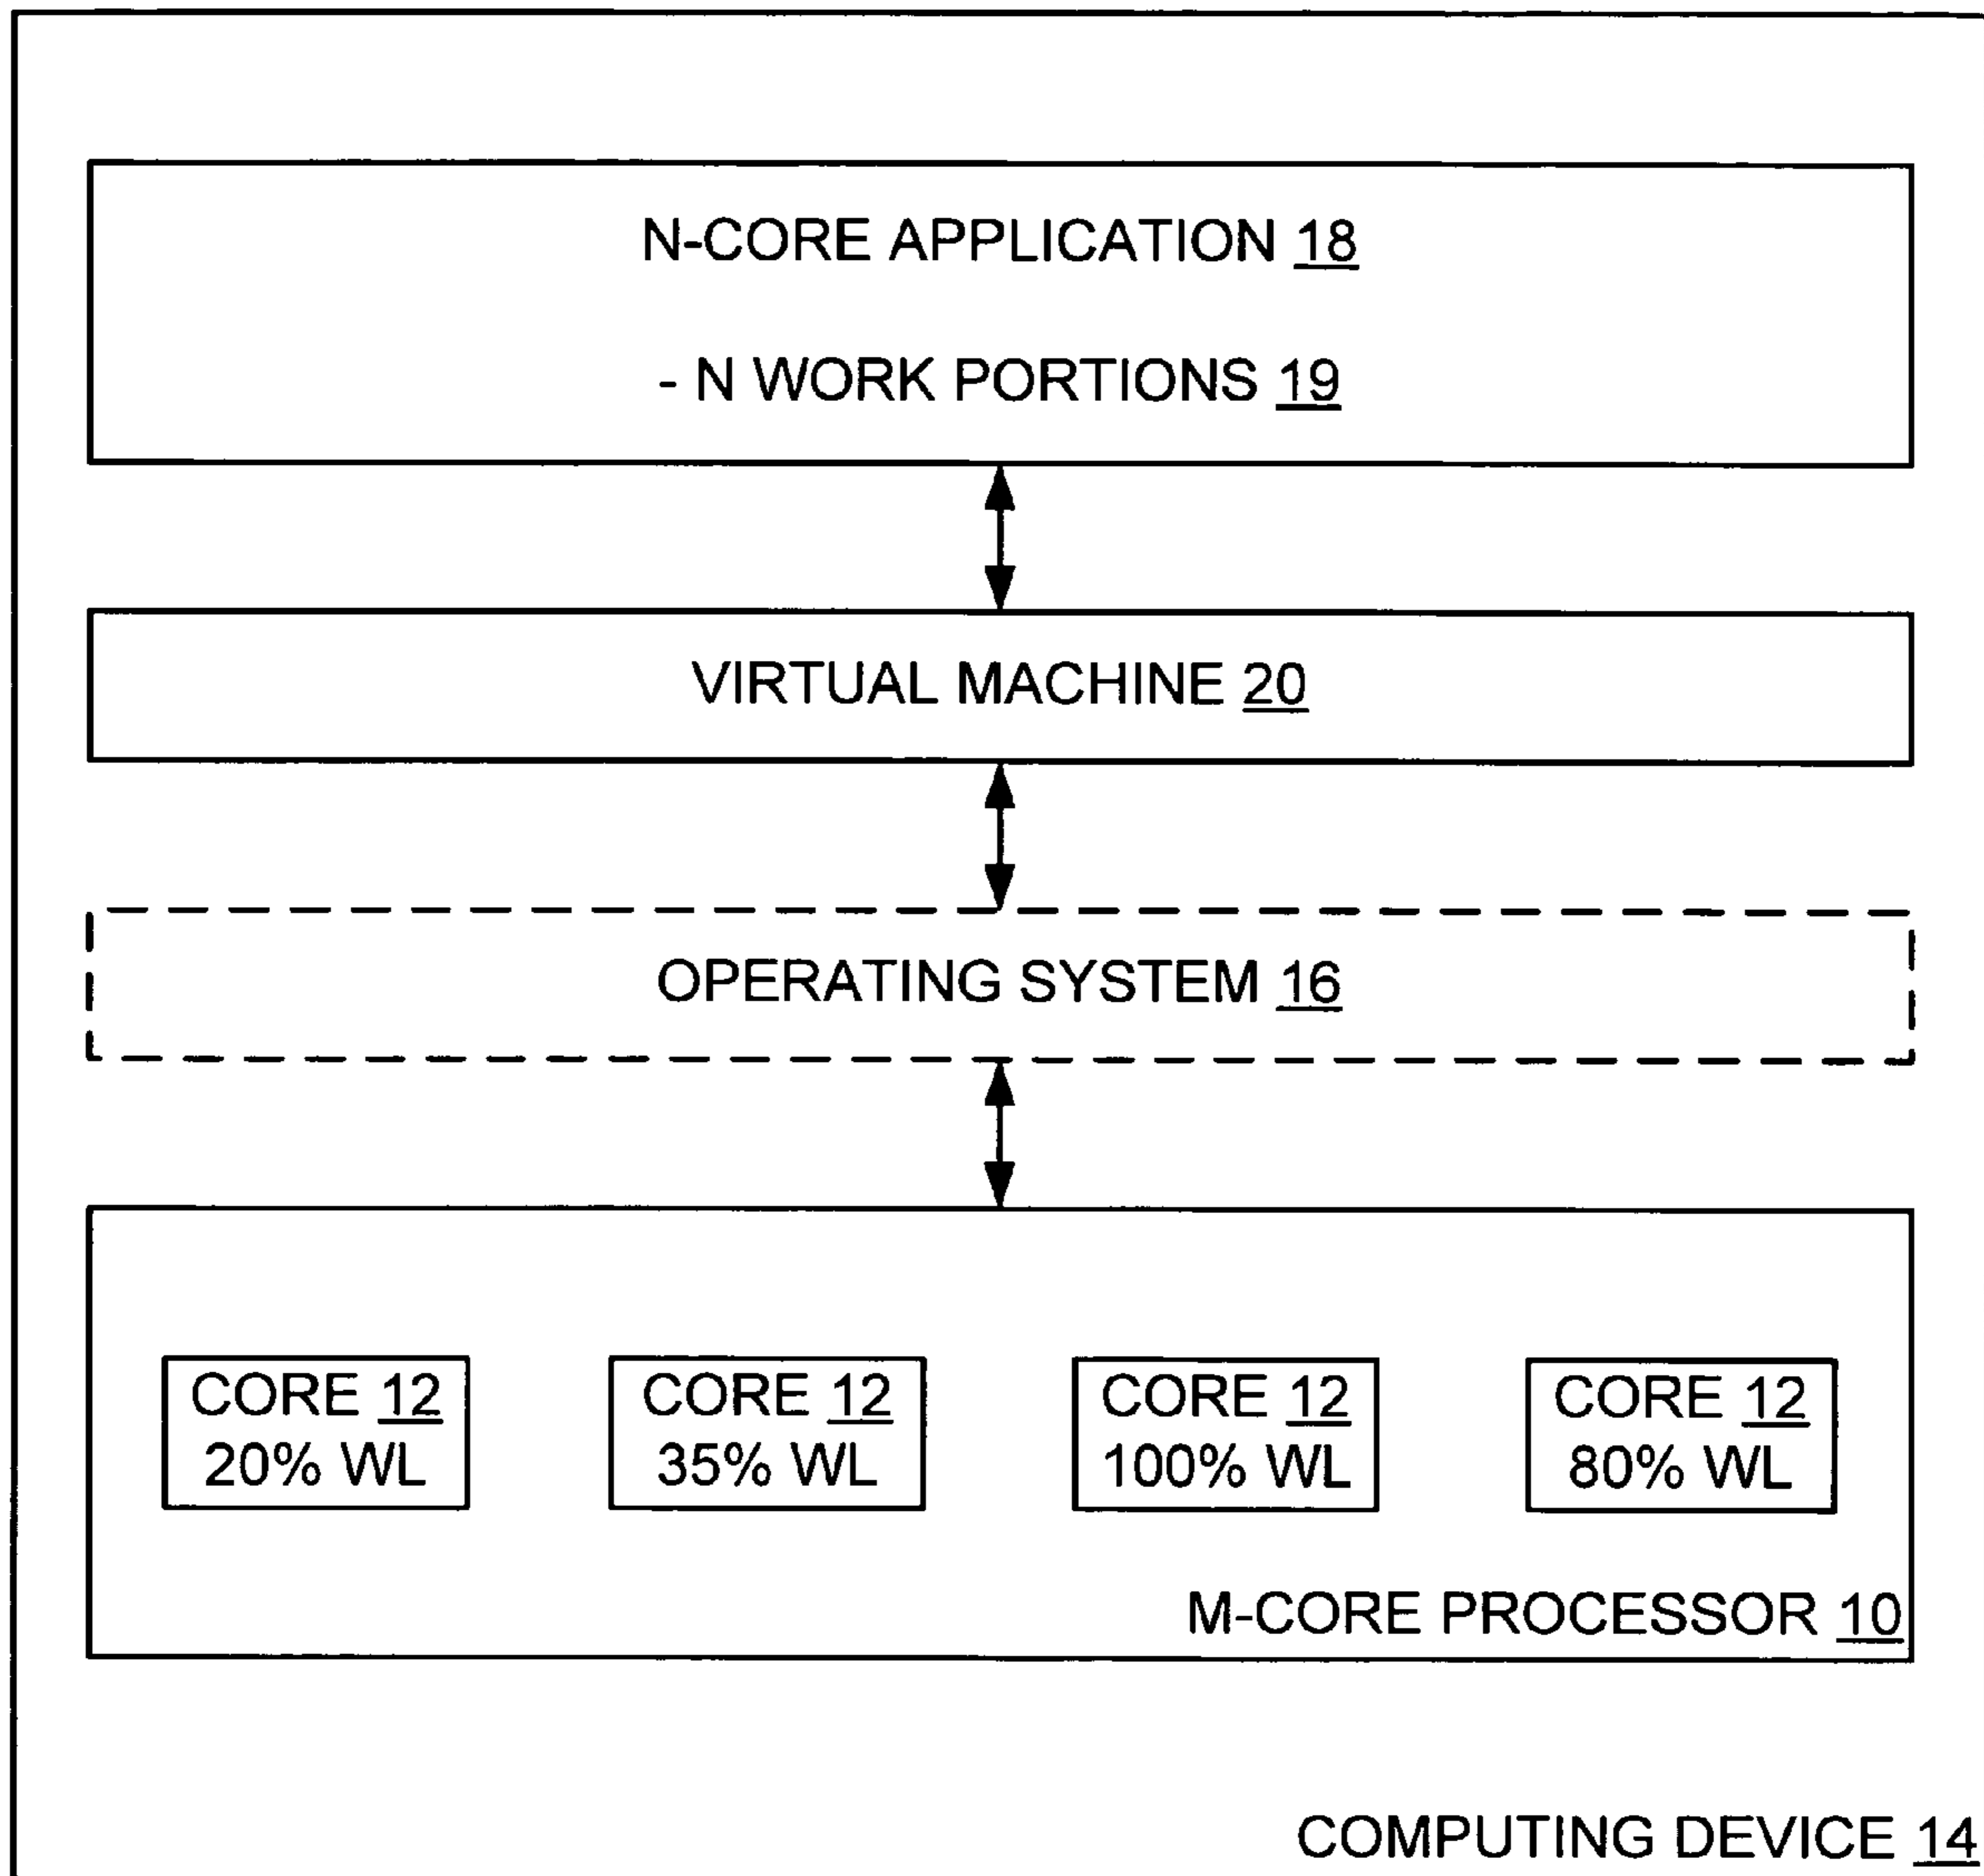 N-CORE APPLICATION 18
- N WORK PORTIONS 19
VIRTUAL MACHINE 20
OPERATING SYSTEM 16
CORE 12
20% WL
CORE 12
35% WL
CORE 12
100% WL
CORE 12
80% WL
M-CORE PROCESSOR 10
COMPUTING DEVICE 14